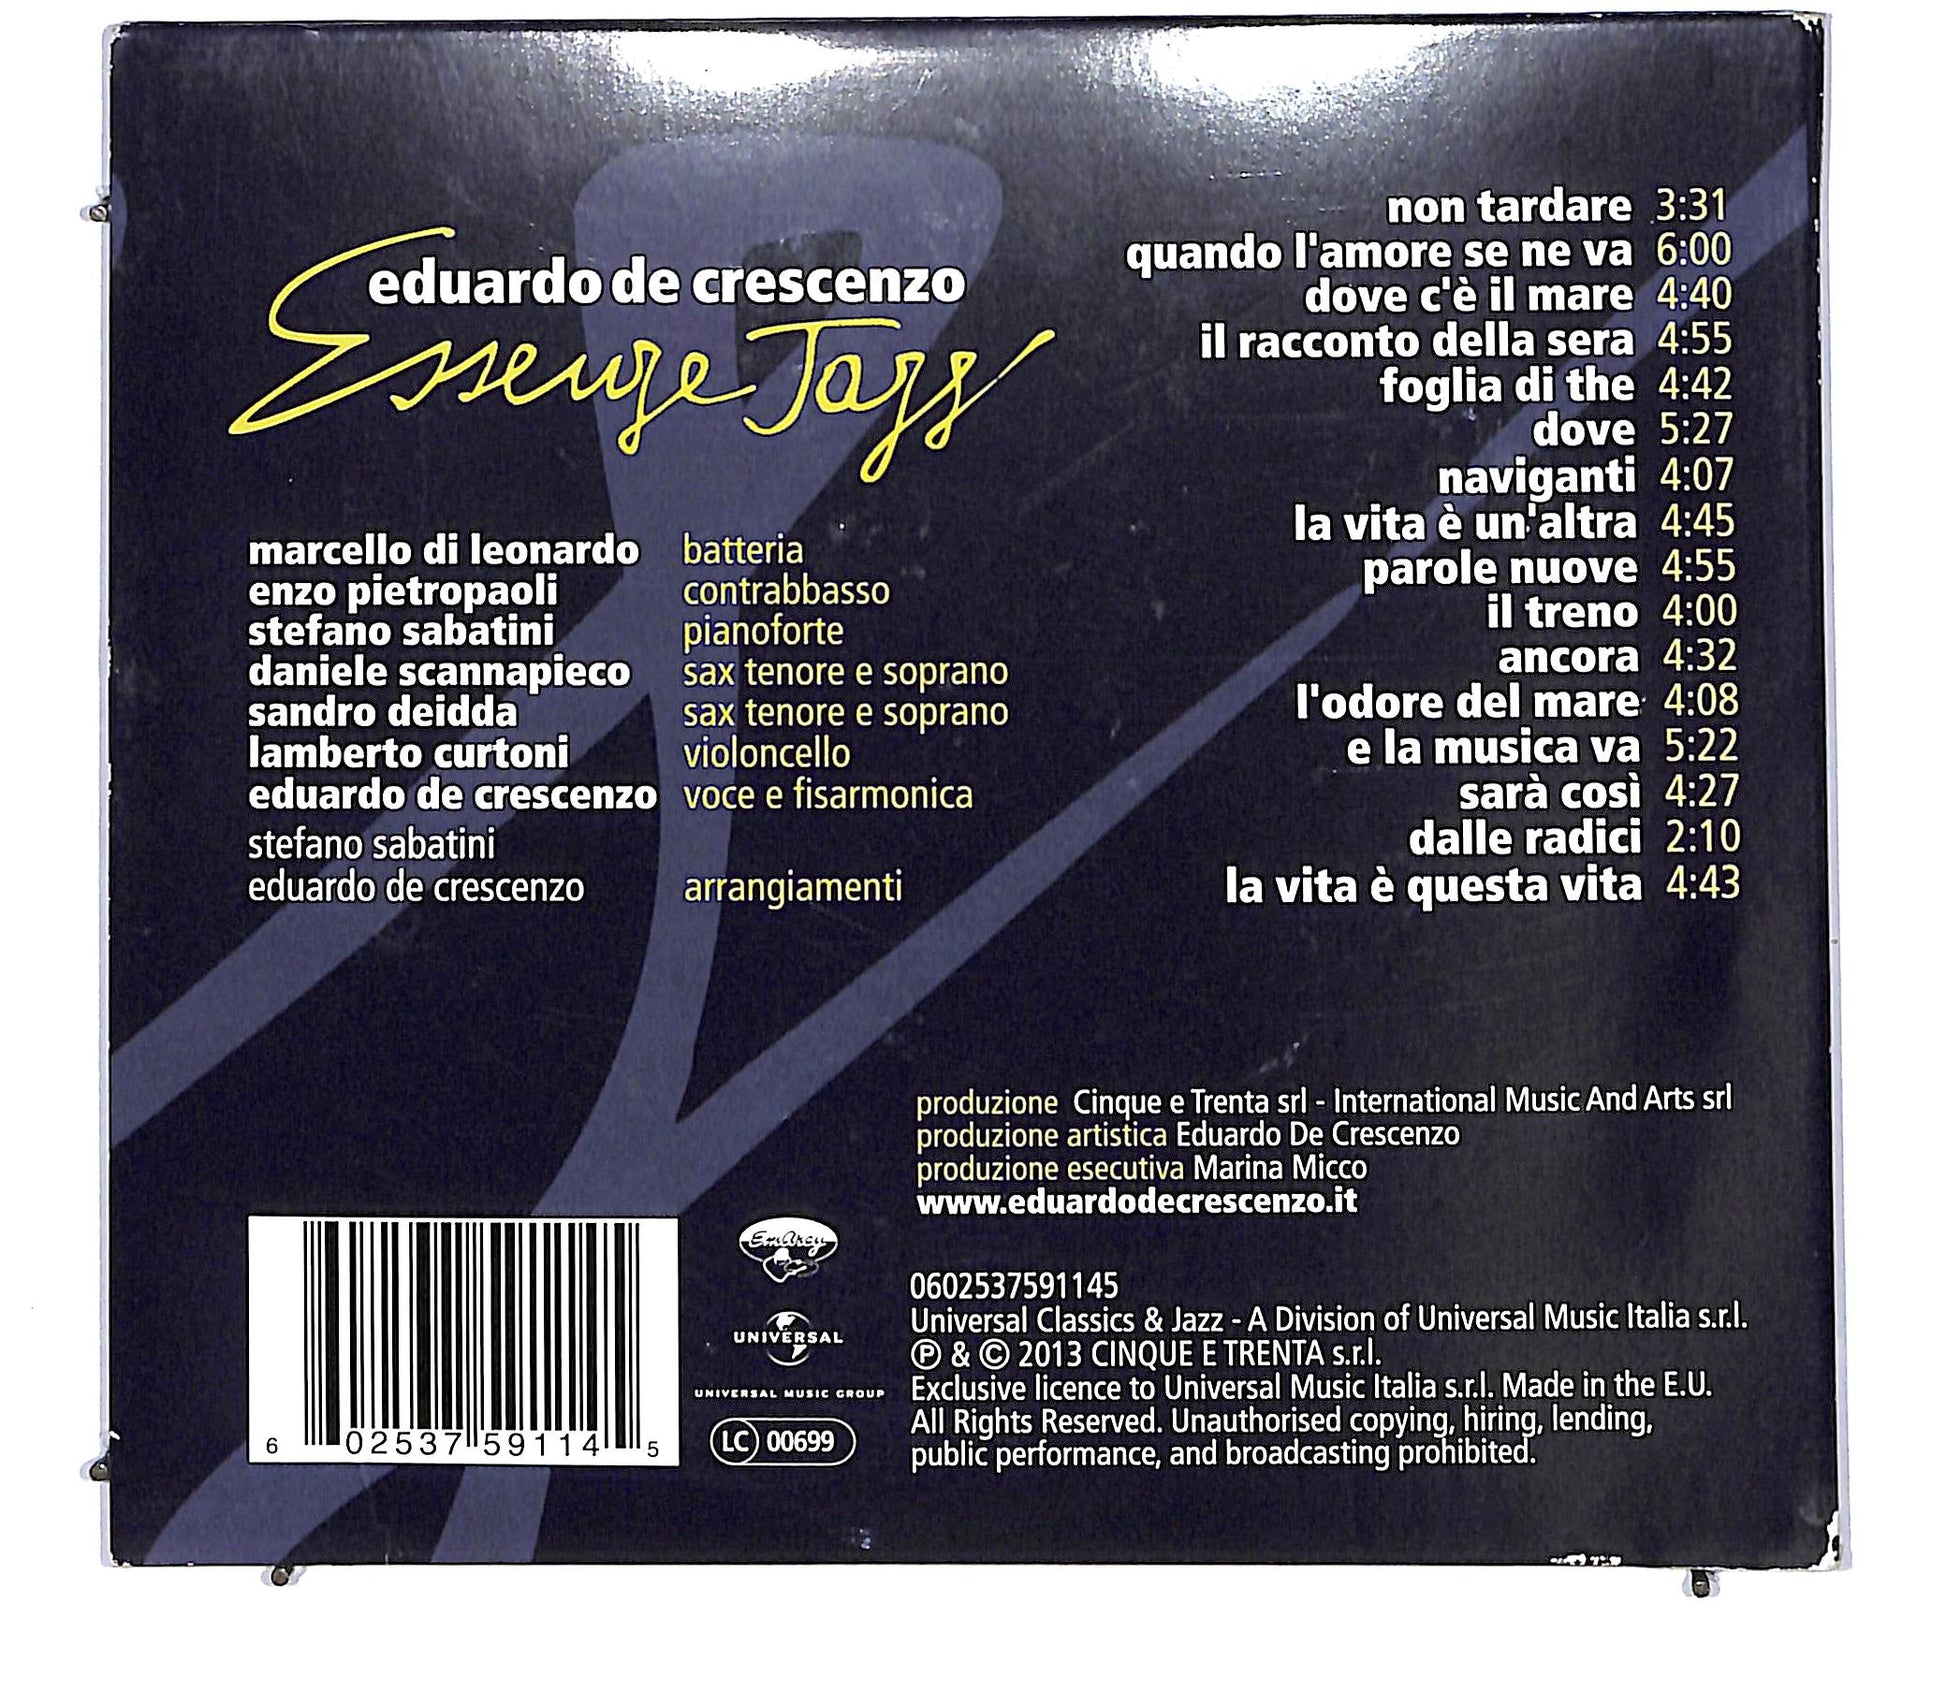 eduardo de crescenzo
Essenze Jazz
marcello di leonardo batteria
enzo pietropaoli contrabbasso
stefano sabatini pianoforte
daniele scannapieco sax tenore e soprano
sandro deidda sax tenore e soprano
lamberto curtoni violoncello
eduardo de crescenzo voce e fisarmonica
stefano sabatini
eduardo de crescenzo arrangiamenti
non tardare 3:31
quando l'amore se ne va 6:00
dove c'è il mare 4:40
il racconto della sera 4:55
foglia di the 4:42
dove 5:27
naviganti 4:07
la vita è un'altra 4:45
parole nuove 4:55
il treno 4:00
ancora 4:32
l'odore del mare 4:08
e la musica va 5:22
sarà così 4:27
dalle radici 2:10
la vita è questa vita 4:43
produzione Cinque e Trenta srl - International Music And Arts srl
produzione artistica Eduardo De Crescenzo
produzione esecutiva Marina Micco
www.eduardodecrescenzo.it
6 02537 59114 5
EmArcy
UNIVERSAL
UNIVERSAL MUSIC GROUP
LC 00699
0602537591145
Universal Classics & Jazz - A Division of Universal Music Italia s.r.l.
℗ & © 2013 CINQUE E TRENTA s.r.l.
Exclusive licence to Universal Music Italia s.r.l. Made in the E.U.
All Rights Reserved. Unauthorised copying, hiring, lending,
public performance, and broadcasting prohibited.